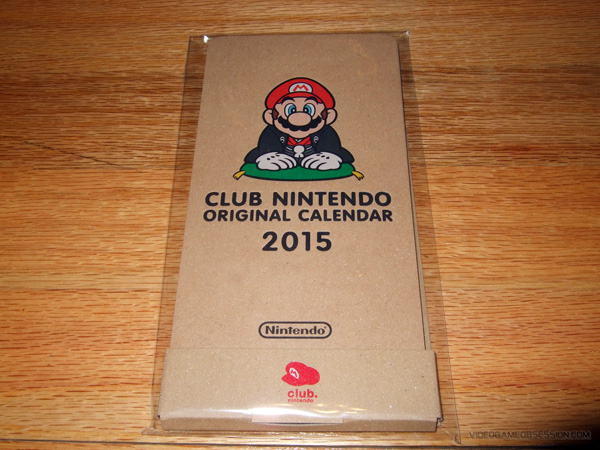 M
CLUB NINTENDO
ORIGINAL CALENDAR
2015
Nintendo
club.
nintendo
VIDEOGAMEOBSESSION.COM